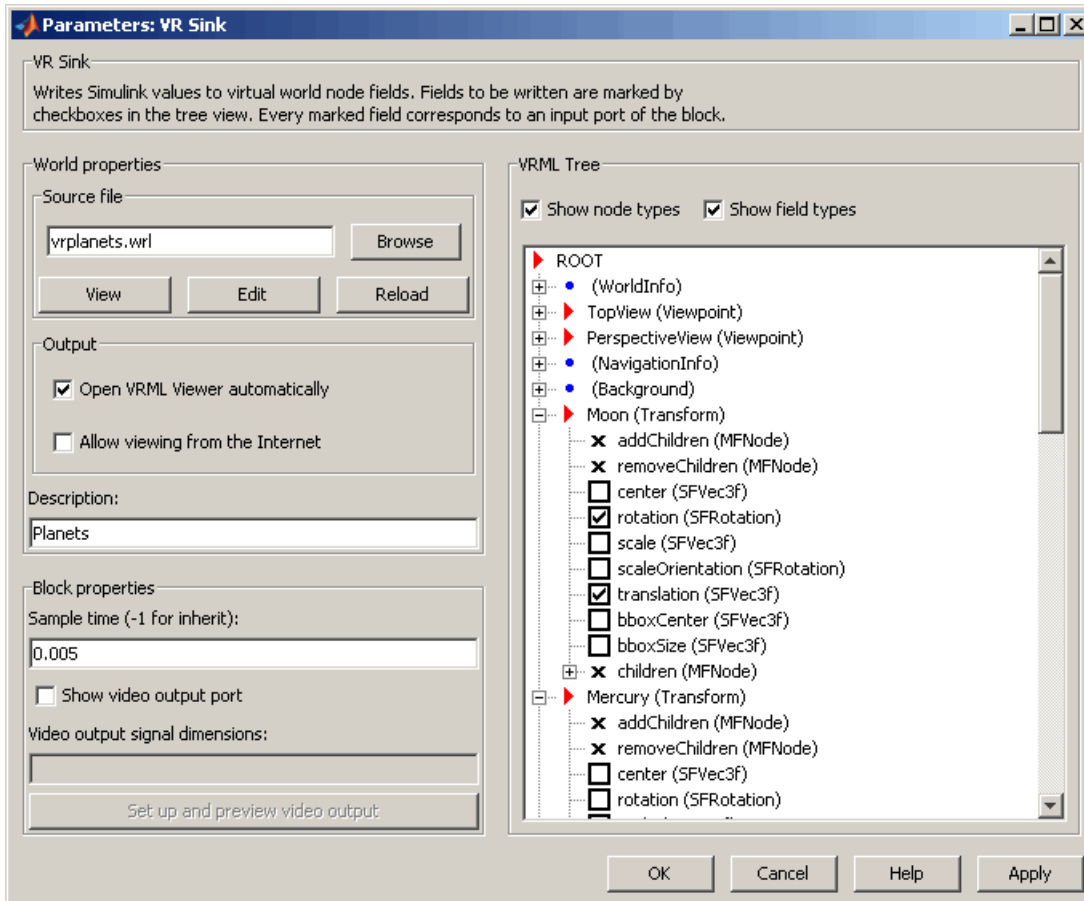 Parameters: VR Sink
VR Sink
Writes Simulink values to virtual world node fields. Fields to be written are marked by
checkboxes in the tree view. Every marked field corresponds to an input port of the block.
World properties
Source file
vrplanets.wrl
Browse
View
Edit
Reload
Output
Open VRML Viewer automatically
Allow viewing from the Internet
Description:
Planets
Block properties
Sample time (-1 for inherit):
0.005
Show video output port
Video output signal dimensions:
Set up and preview video output
VRML Tree
Show node types
Show field types
ROOT
(WorldInfo)
TopView (Viewpoint)
PerspectiveView (Viewpoint)
(NavigationInfo)
(Background)
Moon (Transform)
addChildren (MFNode)
removeChildren (MFNode)
center (SFVec3f)
rotation (SFRotation)
scale (SFVec3f)
scaleOrientation (SFRotation)
translation (SFVec3f)
bboxCenter (SFVec3f)
bboxSize (SFVec3f)
children (MFNode)
Mercury (Transform)
addChildren (MFNode)
removeChildren (MFNode)
center (SFVec3f)
rotation (SFRotation)
OK
Cancel
Help
Apply